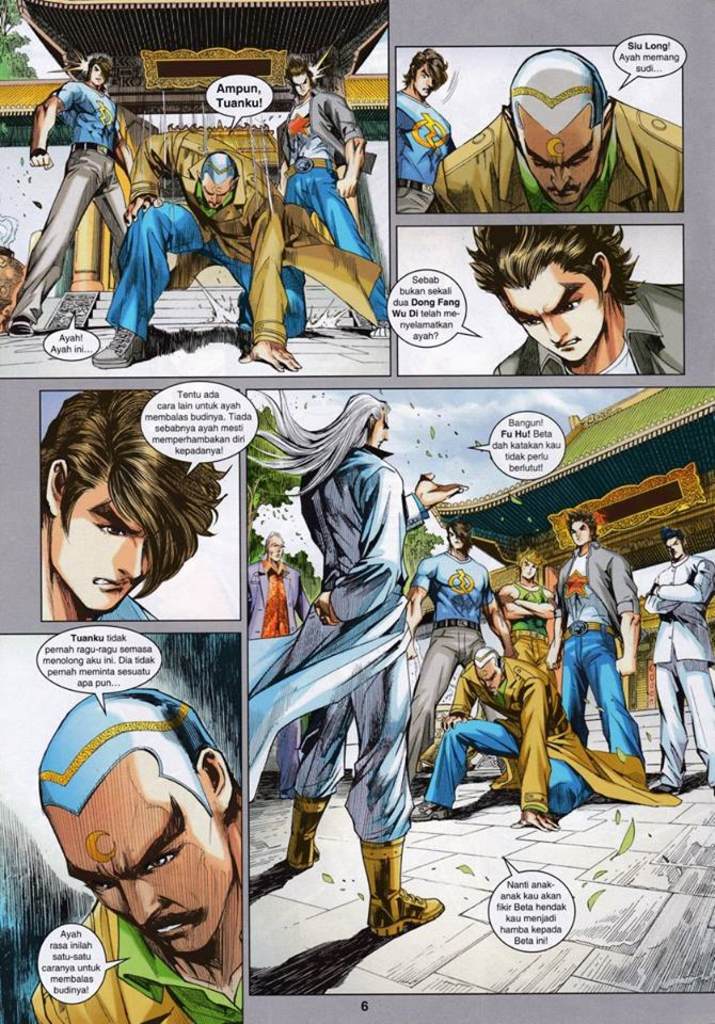 Ampun,
Tuanku!
Ayah!
Ayah ini...
Siu Long!
Ayah memang
sudi...
Sebab
bukan sekali
dua Dong Fang
Wu Di telah me-
nyelamatkan
ayah?
Tentu ada
cara lain untuk ayah
membalas budinya. Tiada
sebabnya ayah mesti
memperhambakan diri
kepadanya!
Bangun!
Fu Hu! Beta
dah katakan kau
tidak perlu
berlutut!
Tuanku tidak
pernah ragu-ragu semasa
menolong aku ini. Dia tidak
pernah meminta sesuatu
apa pun...
Ayah
rasa inilah
satu-satu
caranya untuk
membalas
budinya!
Nanti anak-
anak kau akan
fikir Beta hendak
kau menjadi
hamba kepada
Beta ini!
6